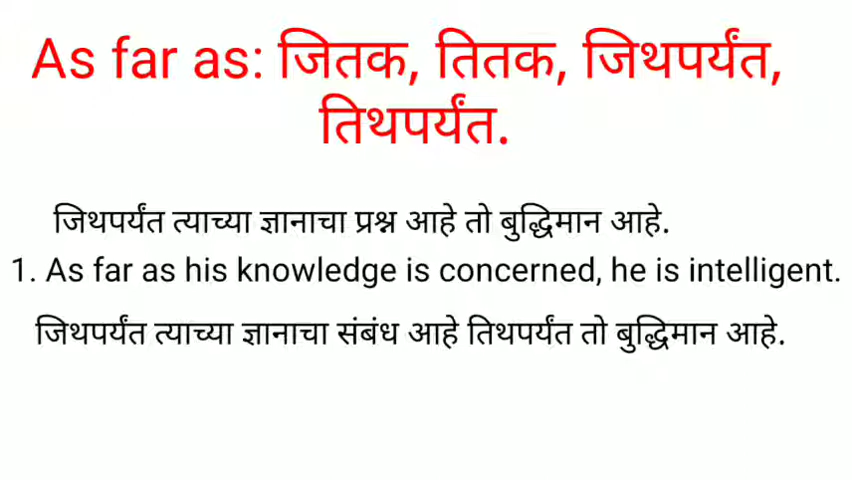 As far as: जितक, तितक, जिथपर्यंत,
तिथपर्यंत.
जिथपर्यंत त्याच्या ज्ञानाचा प्रश्न आहे तो बुद्धिमान आहे.
1. As far as his knowledge is concerned, he is intelligent.
जिथपर्यंत त्याच्या ज्ञानाचा संबंध आहे तिथपर्यंत तो बुद्धिमान आहे.